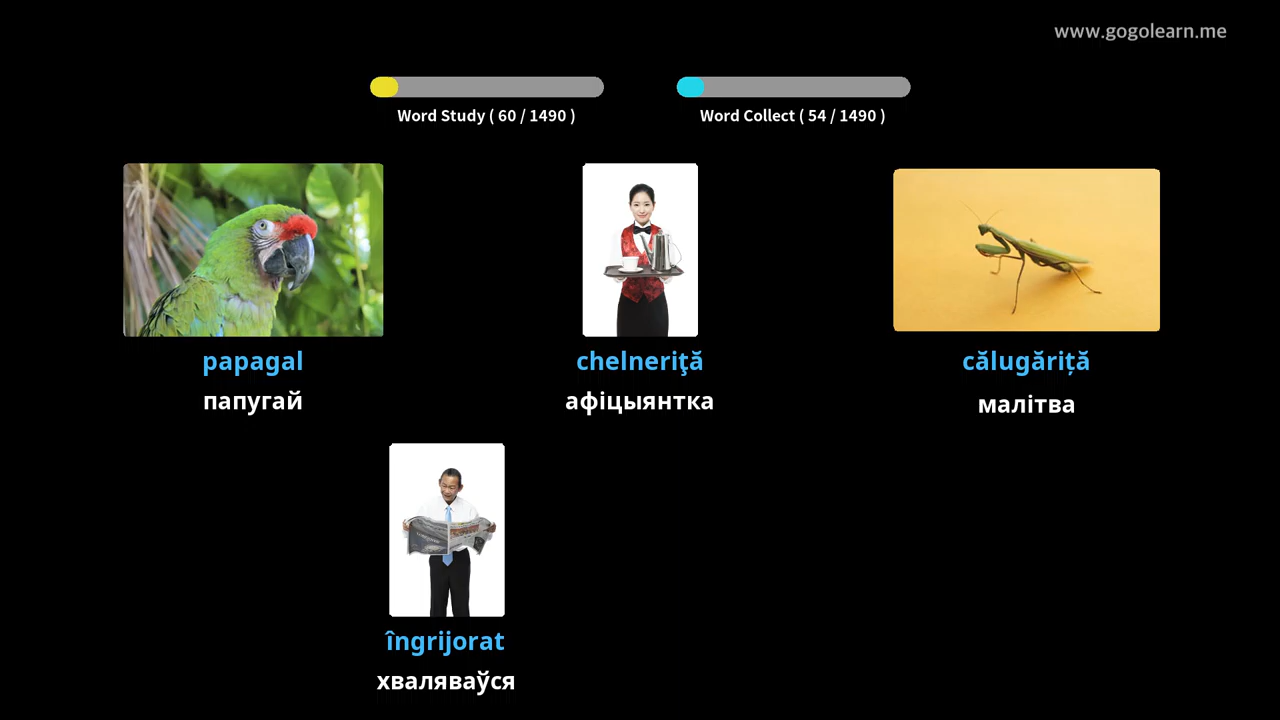 www.gogolearn.me
Word Study ( 60 / 1490 )
Word Collect ( 54 / 1490 )
papagal
папугай
chelneriţă
афіцыянтка
călugăriță
малітва
îngrijorat
хваляваўся